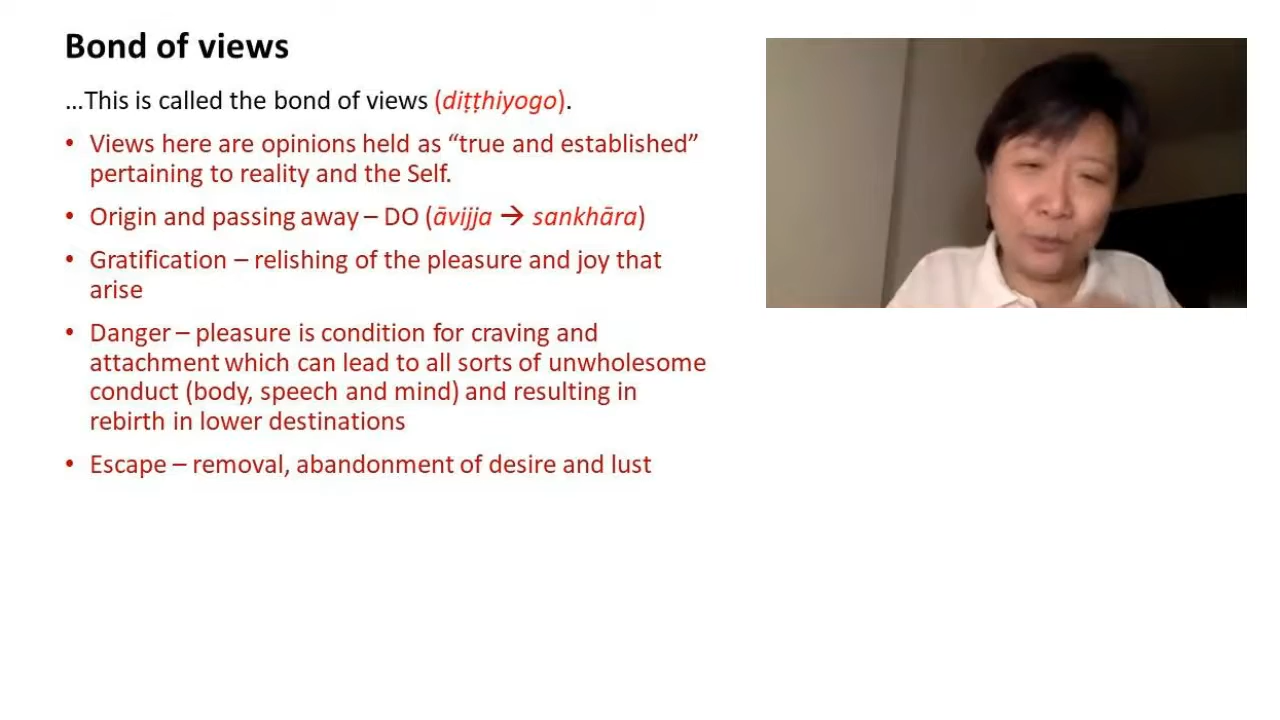 Bond of views
...This is called the bond of views (diṭṭhiyogo).
• Views here are opinions held as “true and established”
pertaining to reality and the Self.
• Origin and passing away – DO (āvijja → sankhāra)
• Gratification – relishing of the pleasure and joy that
arise
• Danger – pleasure is condition for craving and
attachment which can lead to all sorts of unwholesome
conduct (body, speech and mind) and resulting in
rebirth in lower destinations
• Escape – removal, abandonment of desire and lust